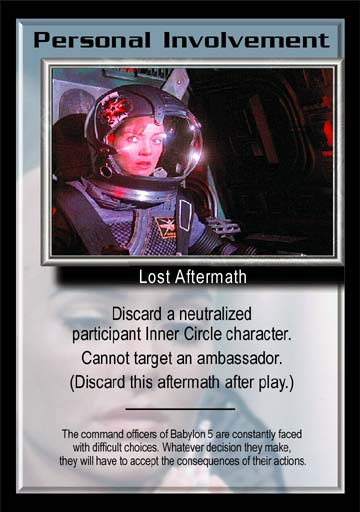 Personal Involvement
Lost Aftermath
Discard a neutralized
participant Inner Circle character.
Cannot target an ambassador.
(Discard this aftermath after play.)
The command officers of Babylon 5 are constantly faced
with difficult choices. Whatever decision they make,
they will have to accept the consequences of their actions.